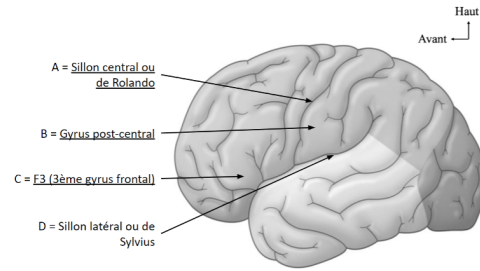 Haut
Avant
A = Sillon central ou
de Rolando
B = Gyrus post-central
C = F3 (3ème gyrus frontal)
D = Sillon latéral ou de
Sylvius